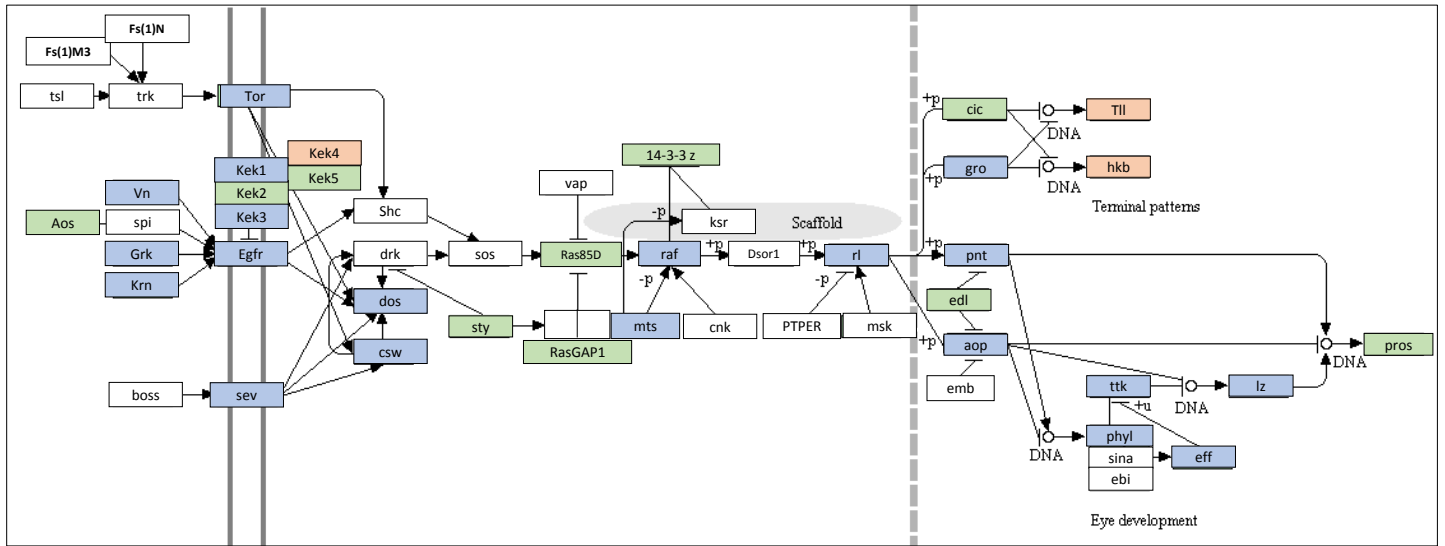 Fs(1)N
Fs(1)M3
tsl
trk
Tor
Kek4
Kek1
Kek5
Kek2
Kek3
Vn
Aos
spi
Grk
Egfr
Krn
boss
sev
Shc
drk
sos
dos
csw
sty
vap
Ras85D
RasGAP1
14-3-3 z
-p
ksr
Scaffold
raf
+p
Dsor1
+p
rl
-p
-p
mts
cnk
PTPER
msk
+p
cic
DNA
Tll
+p
gro
DNA
hkb
Terminal patterns
+p
pnt
edl
+p
aop
emb
DNA
pros
ttk
+u
DNA
lz
DNA
phyl
sina
ebi
eff
Eye development